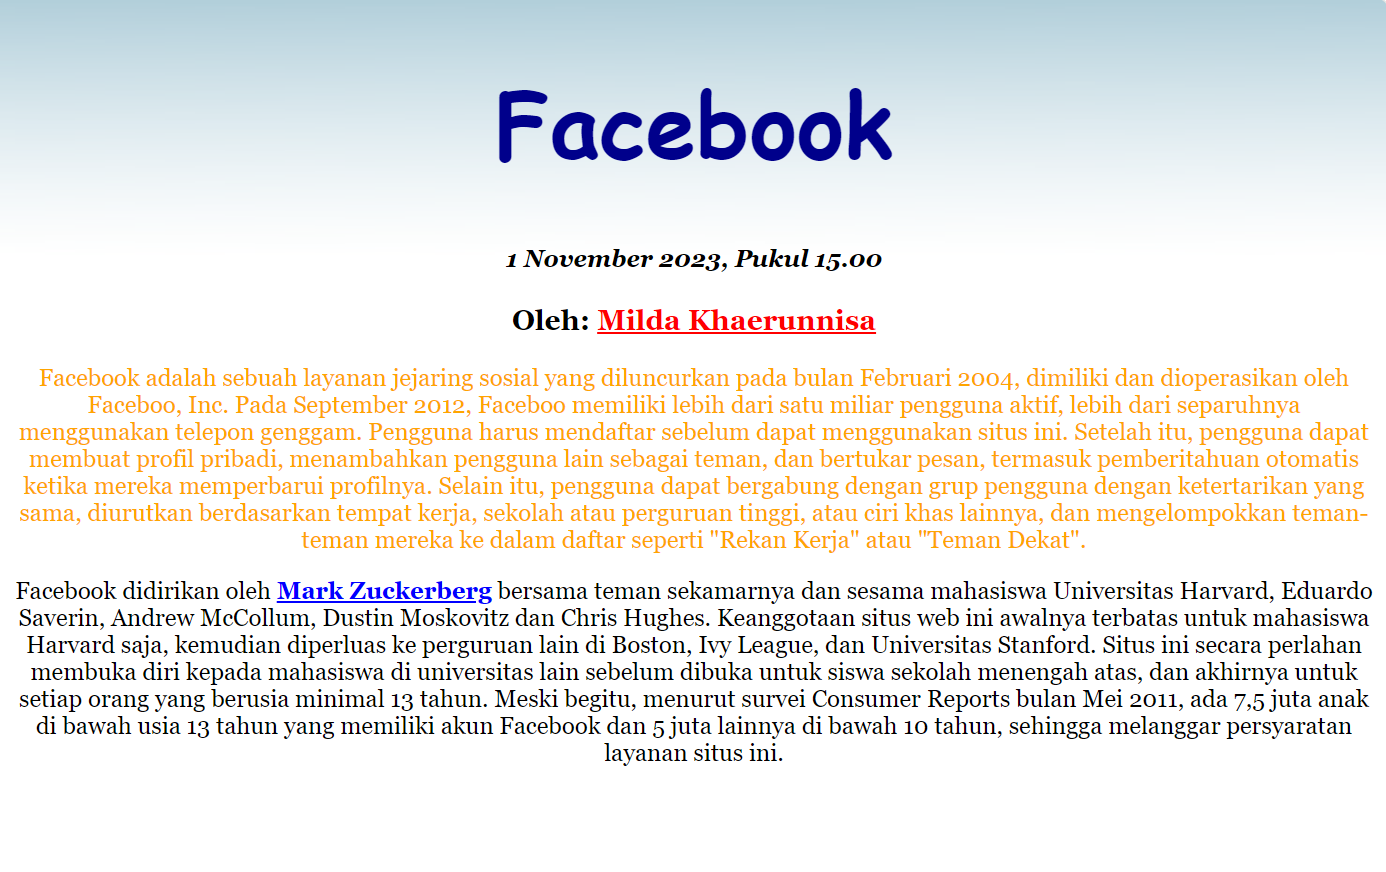 Facebook
1 November 2023, Pukul 15.00
Oleh: Milda Khaerunnisa
Facebook adalah sebuah layanan jejaring sosial yang diluncurkan pada bulan Februari 2004, dimiliki dan dioperasikan oleh
Faceboo, Inc. Pada September 2012, Faceboo memiliki lebih dari satu miliar pengguna aktif, lebih dari separuhnya
menggunakan telepon genggam. Pengguna harus mendaftar sebelum dapat menggunakan situs ini. Setelah itu, pengguna dapat
membuat profil pribadi, menambahkan pengguna lain sebagai teman, dan bertukar pesan, termasuk pemberitahuan otomatis
ketika mereka memperbarui profilnya. Selain itu, pengguna dapat bergabung dengan grup pengguna dengan ketertarikan yang
sama, diurutkan berdasarkan tempat kerja, sekolah atau perguruan tinggi, atau ciri khas lainnya, dan mengelompokkan teman-
teman mereka ke dalam daftar seperti "Rekan Kerja" atau "Teman Dekat".
Facebook didirikan oleh Mark Zuckerberg bersama teman sekamarnya dan sesama mahasiswa Universitas Harvard, Eduardo
Saverin, Andrew McCollum, Dustin Moskovitz dan Chris Hughes. Keanggotaan situs web ini awalnya terbatas untuk mahasiswa
Harvard saja, kemudian diperluas ke perguruan lain di Boston, Ivy League, dan Universitas Stanford. Situs ini secara perlahan
membuka diri kepada mahasiswa di universitas lain sebelum dibuka untuk siswa sekolah menengah atas, dan akhirnya untuk
setiap orang yang berusia minimal 13 tahun. Meski begitu, menurut survei Consumer Reports bulan Mei 2011, ada 7,5 juta anak
di bawah usia 13 tahun yang memiliki akun Facebook dan 5 juta lainnya di bawah 10 tahun, sehingga melanggar persyaratan
layanan situs ini.